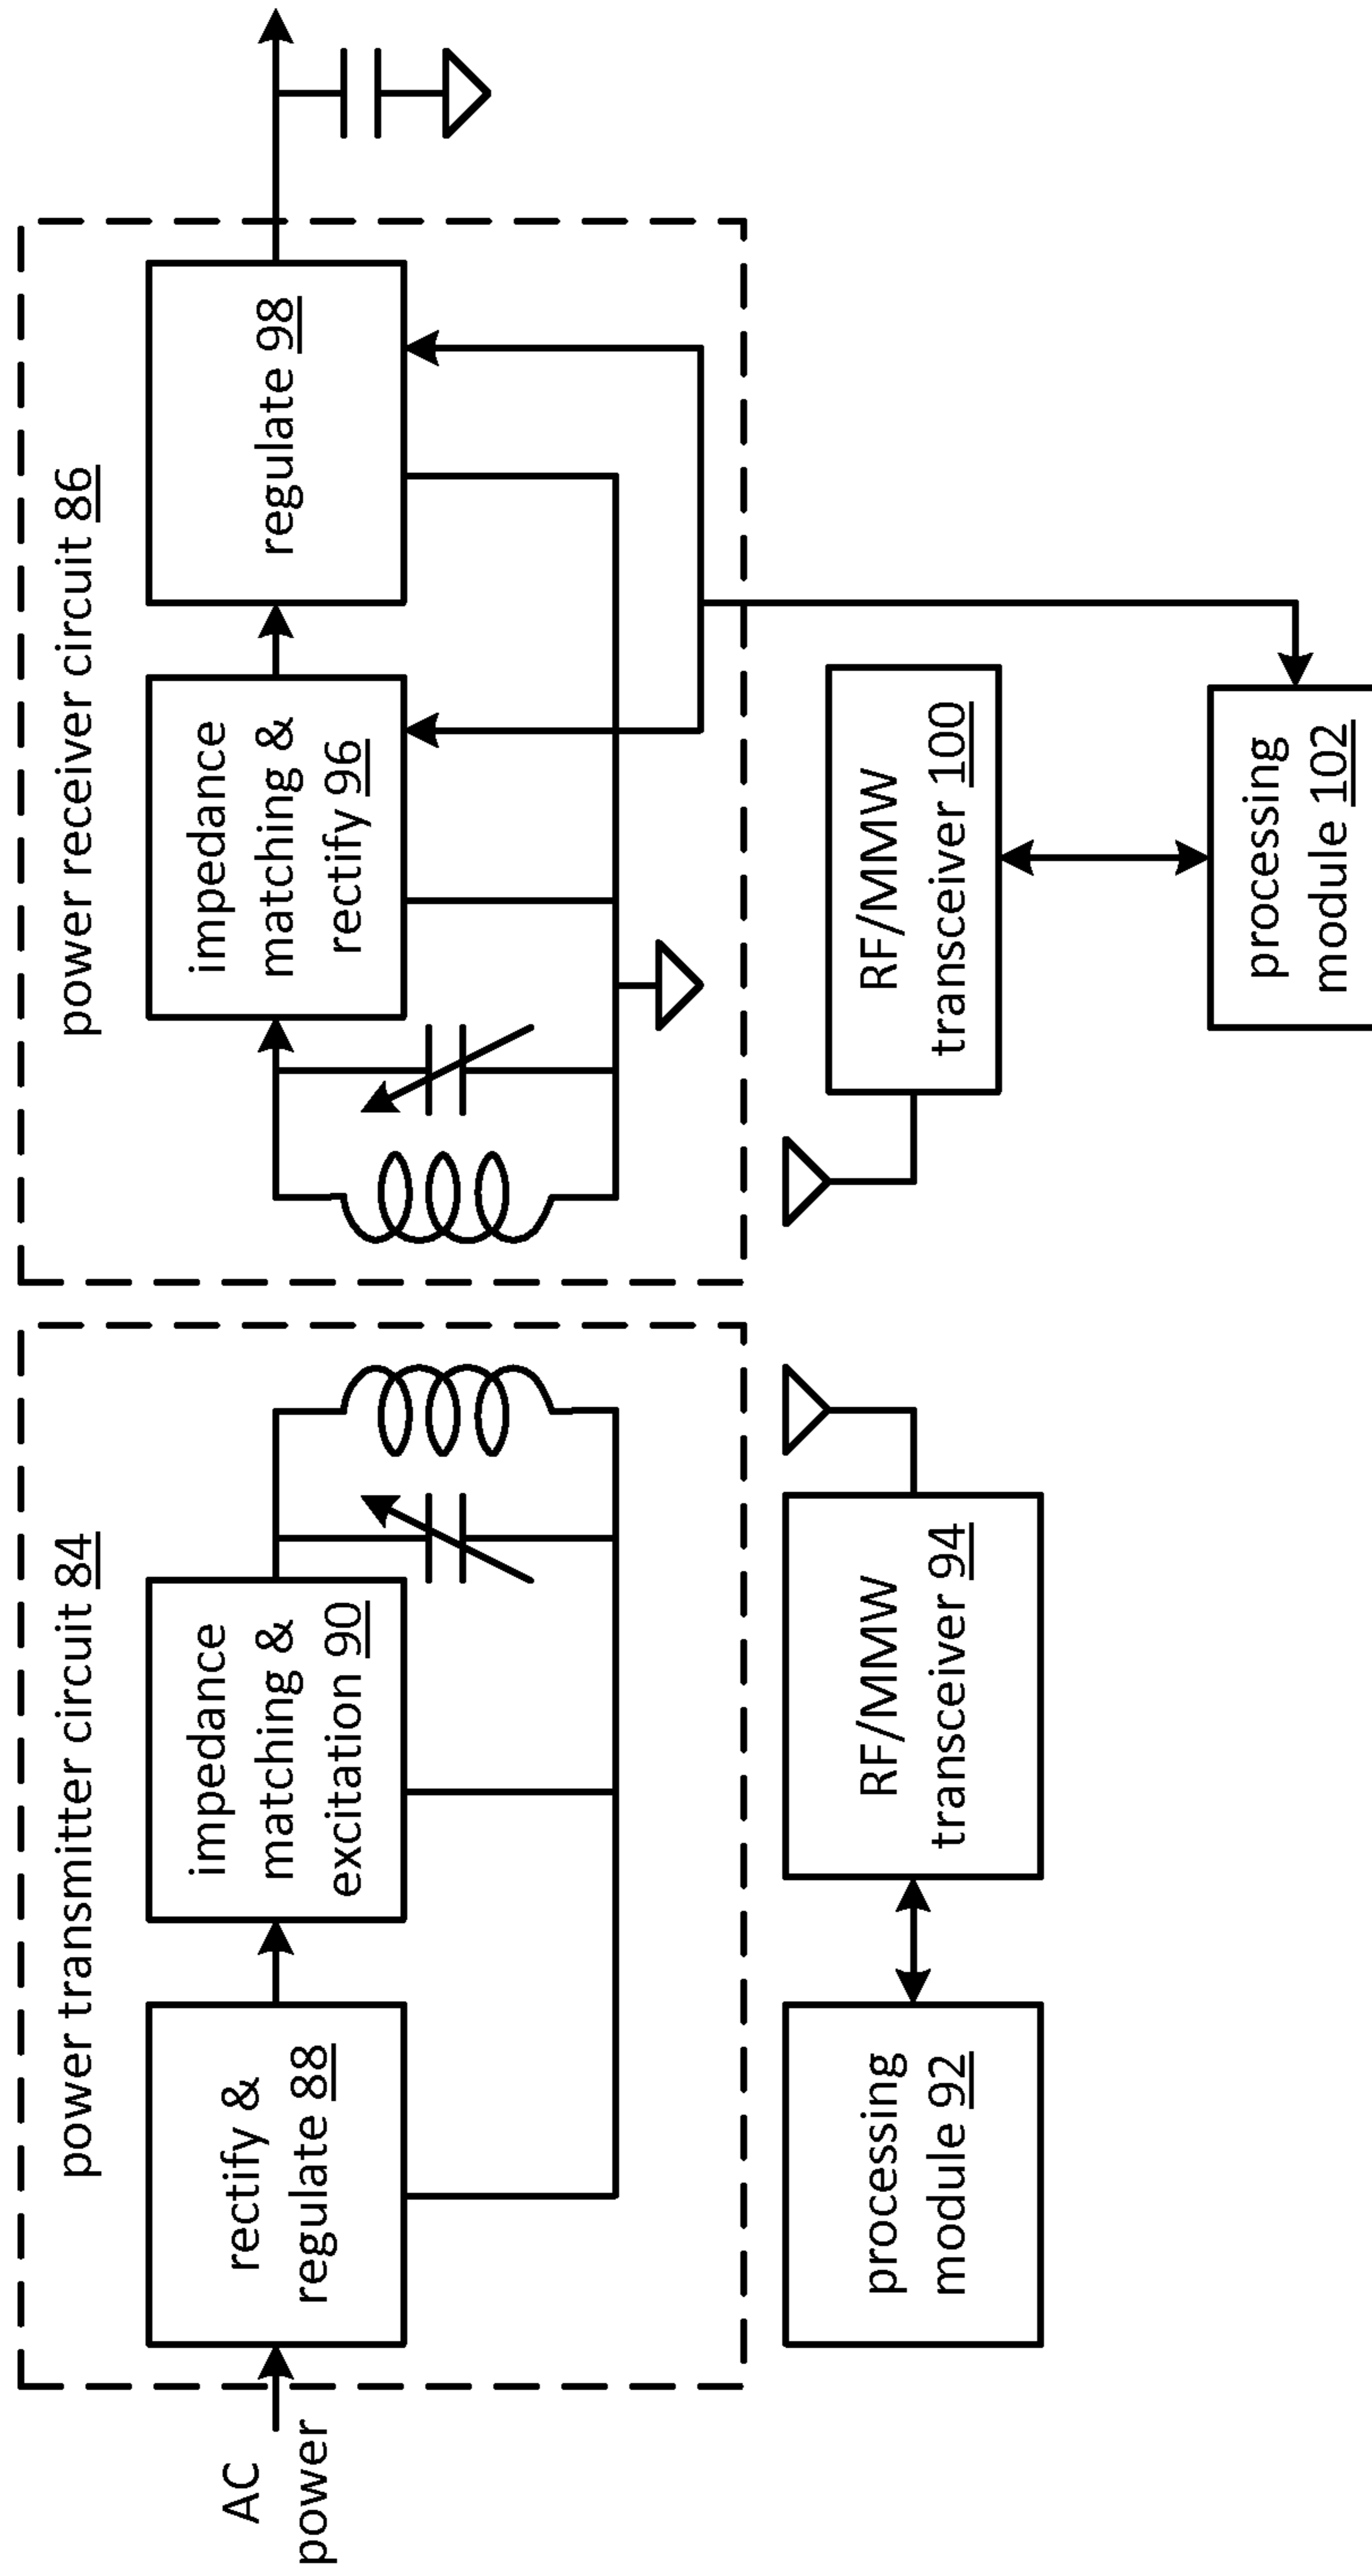 power transmitter circuit 84
AC
power
rectify &
regulate 88
impedance
matching &
excitation 90
power receiver circuit 86
impedance
matching &
rectify 96
regulate 98
processing
module 92
RF/MMW
transceiver 94
RF/MMW
transceiver 100
processing
module 102